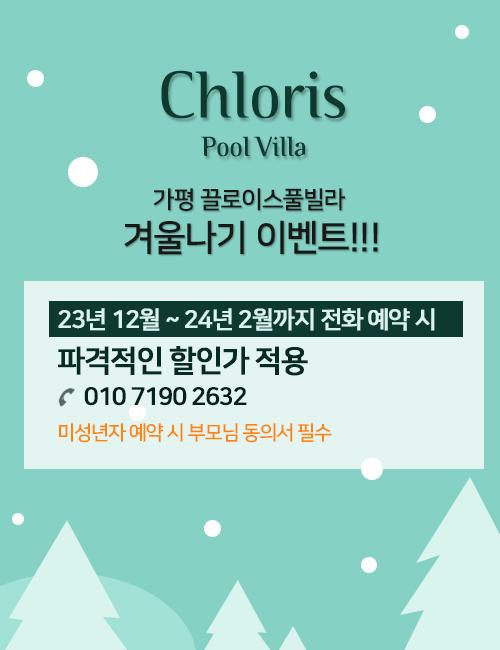 Chloris
Pool Villa
가평 끌로이스풀빌라
겨울나기 이벤트!!!
23년 12월 ~ 24년 2월까지 전화 예약 시
파격적인 할인가 적용
010 7190 2632
미성년자 예약 시 부모님 동의서 필수